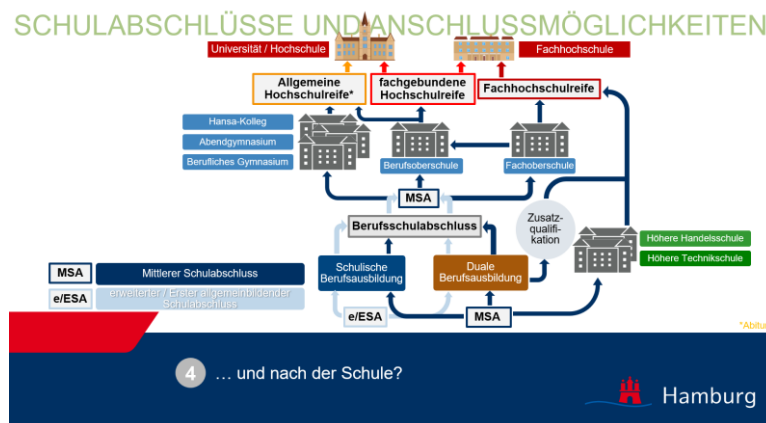 SCHULABSCHLÜSSE UND ANSCHLUSSMÖGLICHKEITEN
Universität / Hochschule
Fachhochschule
Allgemeine
Hochschulreife*
fachgebundene
Hochschulreife
Fachhochschulreife
Hansa-Kolleg
Abendgymnasium
Berufliches Gymnasium
Berufsoberschule
Fachoberschule
MSA
Berufsschulabschluss
Zusatz-
qualifi-
kation
Höhere Handelsschule
Höhere Technikschule
Schulische
Berufsausbildung
Duale
Berufsausbildung
MSA
Mittlerer Schulabschluss
e/ESA
erweiterter / Erster allgemeinbildender
Schulabschluss
e/ESA
MSA
*Abitu
4
... und nach der Schule?
Hamburg